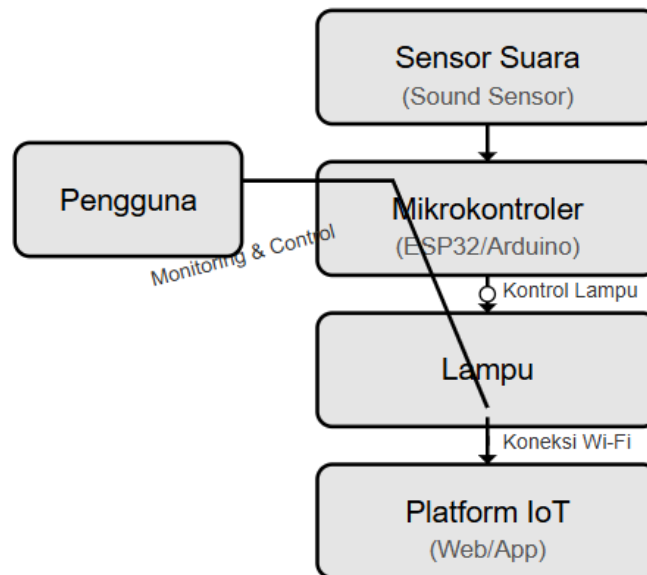 Sensor Suara
(Sound Sensor)
Pengguna
Monitoring & Control
Mikrokontroler
(ESP32/Arduino)
Kontrol Lampu
Lampu
Koneksi Wi-Fi
Platform IoT
(Web/App)